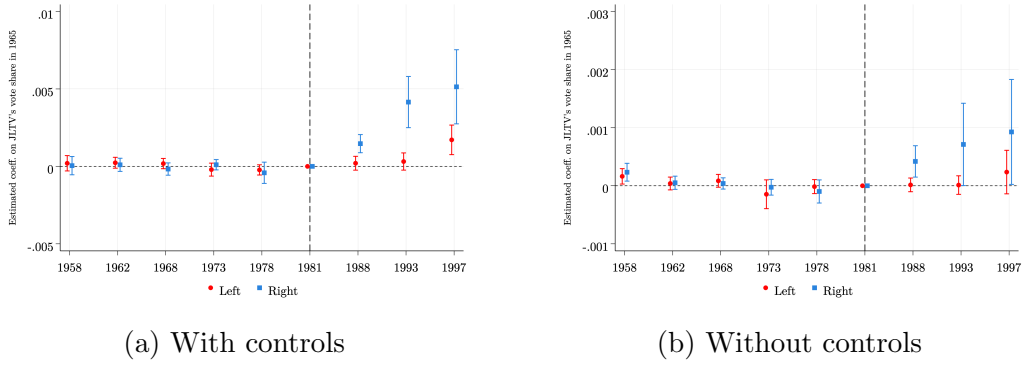 Estimated coeff. on JLTV's vote share in 1965
.01
.005
0
-.005
1958 1962 1968 1973 1978 1981 1988 1993 1997
Left Right
(a) With controls
Estimated coeff. on JLTV's vote share in 1965
.003
.002
.001
0
-.001
1958 1962 1968 1973 1978 1981 1988 1993 1997
Left Right
(b) Without controls